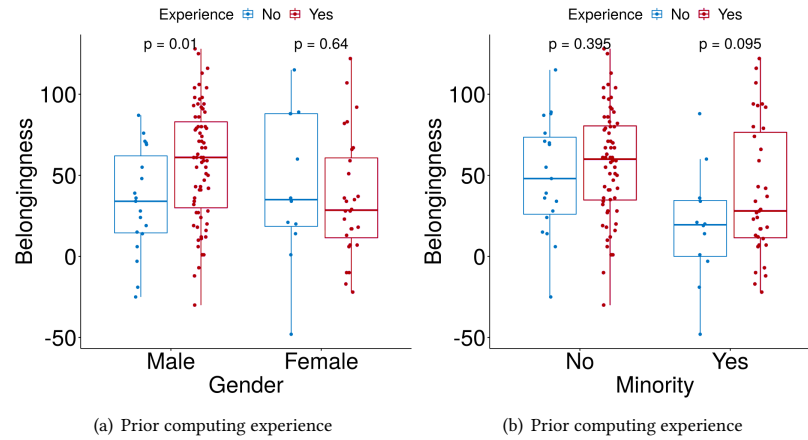 Experience No Yes
p = 0.01 p = 0.64
Belongingness
100
50
0
-50
Male Female
Gender
(a) Prior computing experience
Experience No Yes
p = 0.395 p = 0.095
Belongingness
100
50
0
-50
No Yes
Minority
(b) Prior computing experience